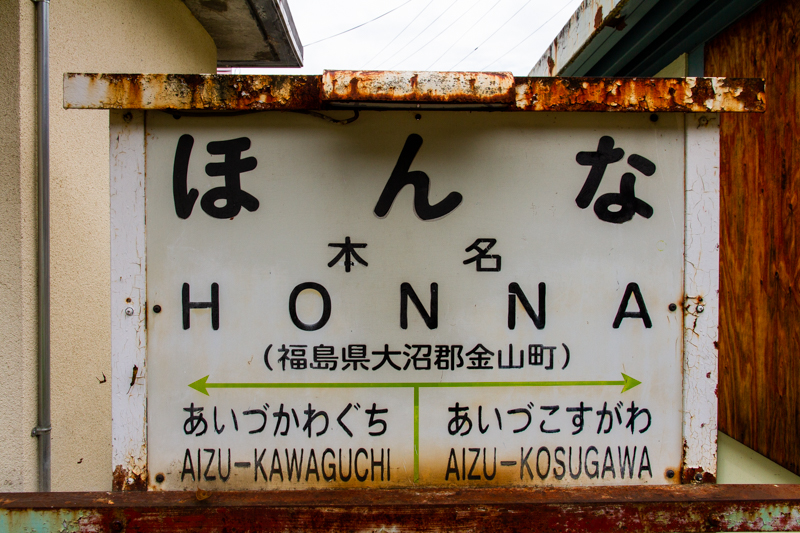 ほんな
本名
HONNA
（福島県大沼郡金山町）
あいづかわぐち あいづこすがわ
AIZU-KAWAGUCHI AIZU-KOSUGAWA